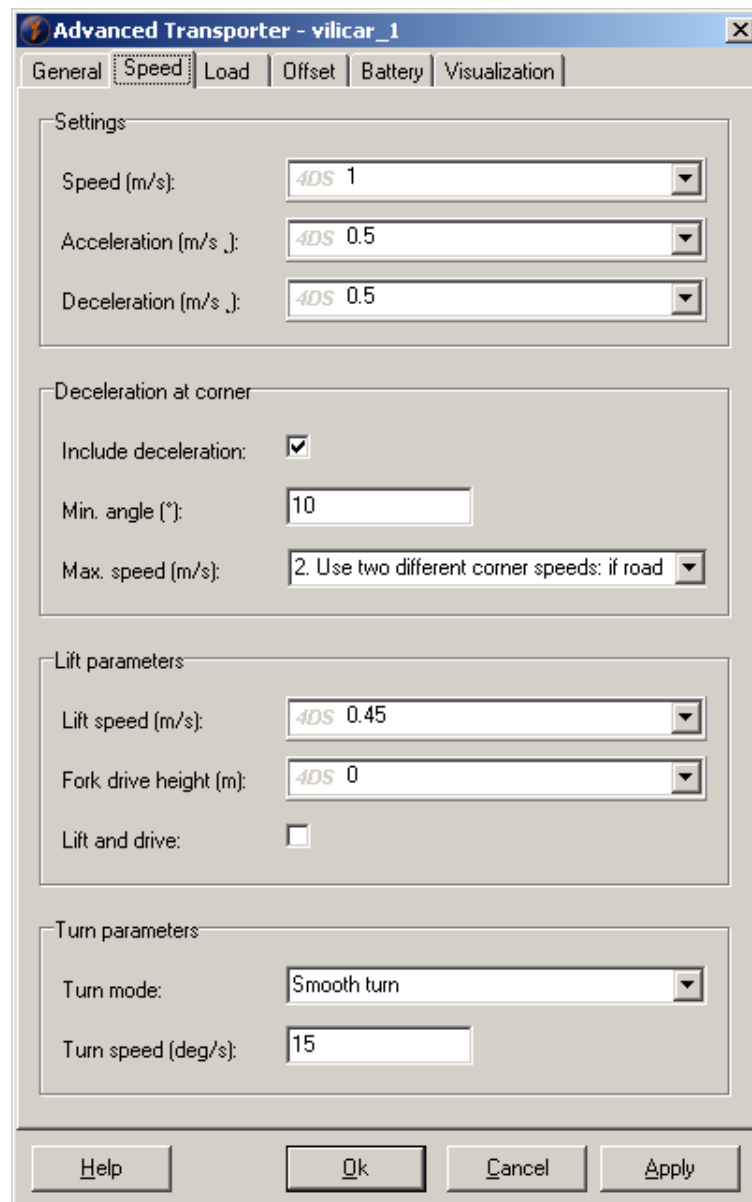 Advanced Transporter - vilicar_1
General Speed Load Offset Battery Visualization
Settings
Speed (m/s): 4DS 1
Acceleration (m/s ¸): 4DS 0.5
Deceleration (m/s ¸): 4DS 0.5
Deceleration at corner
Include deceleration:
Min. angle (°): 10
Max. speed (m/s): 2. Use two different corner speeds: if road
Lift parameters
Lift speed (m/s): 4DS 0.45
Fork drive height (m): 4DS 0
Lift and drive:
Turn parameters
Turn mode: Smooth turn
Turn speed (deg/s): 15
Help Ok Cancel Apply